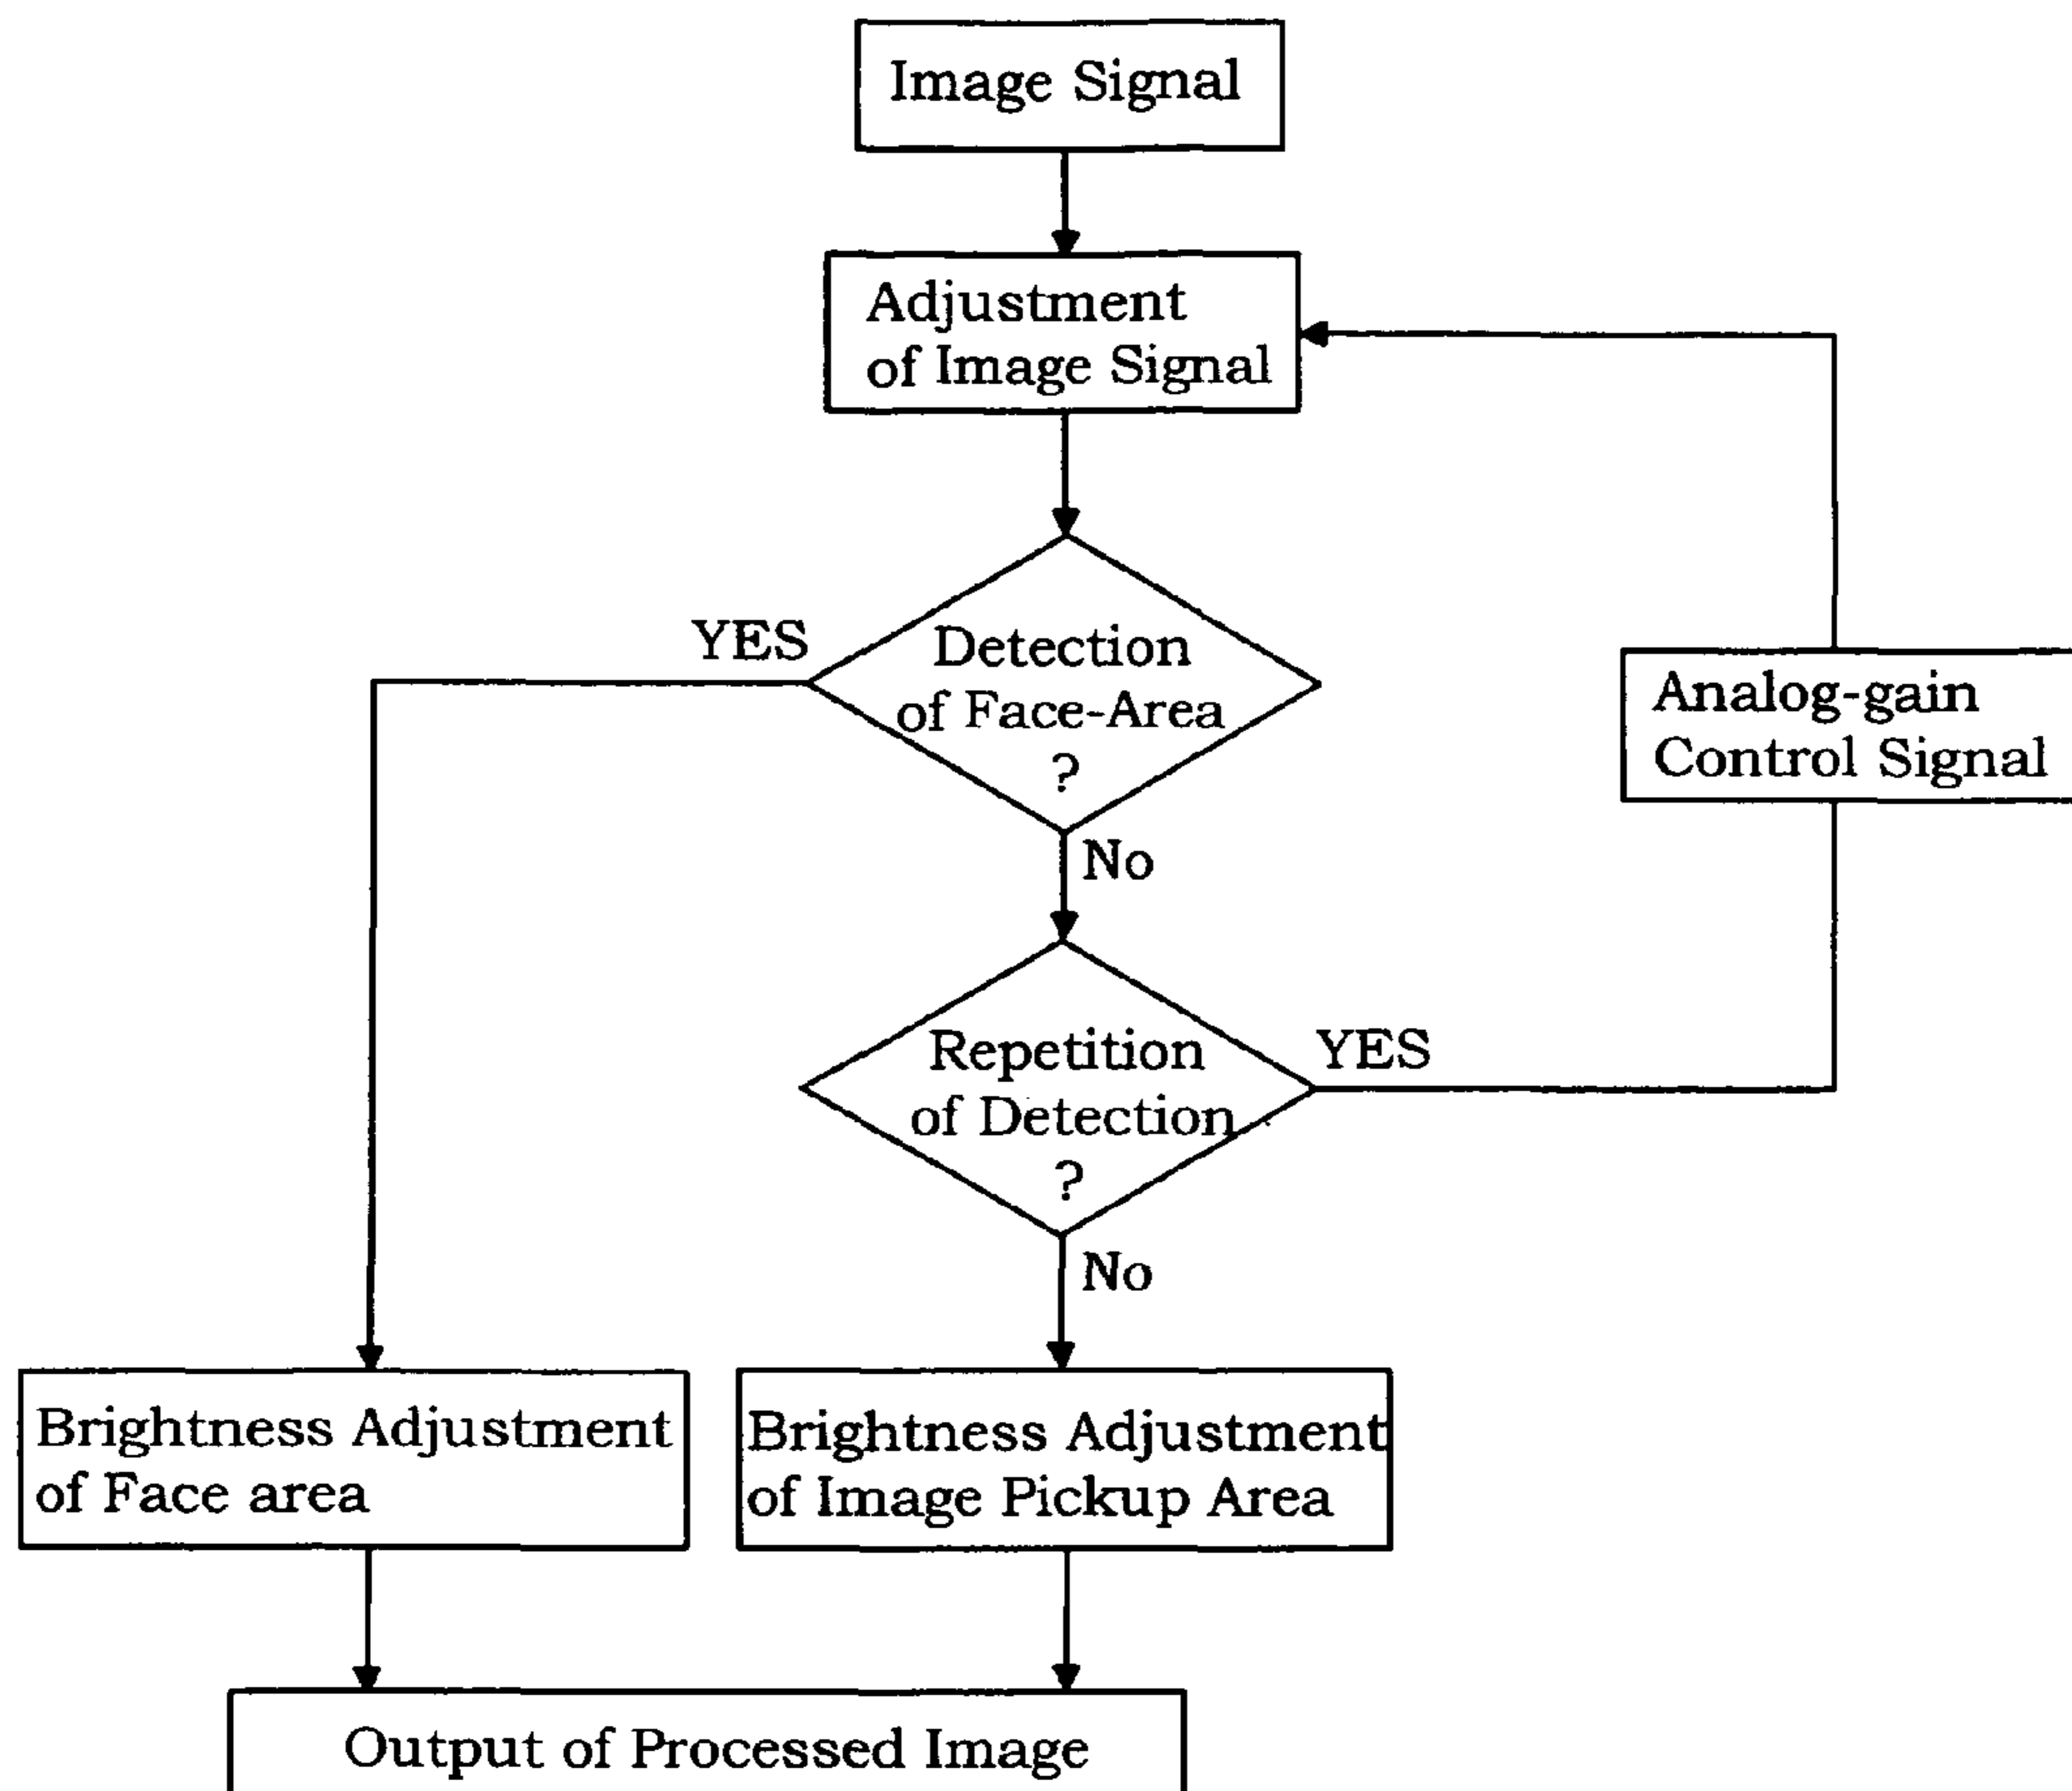 Image Signal
Adjustment
of Image Signal
YES
Detection
of Face-Area
?
Analog-gain
Control Signal
No
Repetition
of Detection
?
YES
No
Brightness Adjustment
of Face area
Brightness Adjustment
of Image Pickup Area
Output of Processed Image